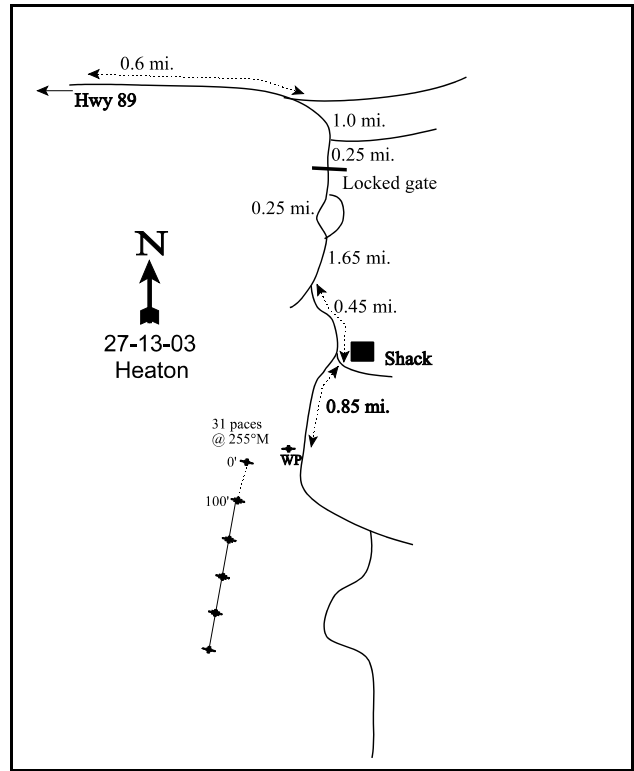 0.6 mi.
Hwy 89
1.0 mi.
0.25 mi.
Locked gate
0.25 mi.
N
1.65 mi.
0.45 mi.
27-13-03
Heaton
Shack
0.85 mi.
31 paces
@ 255°M
WP
0'
100'